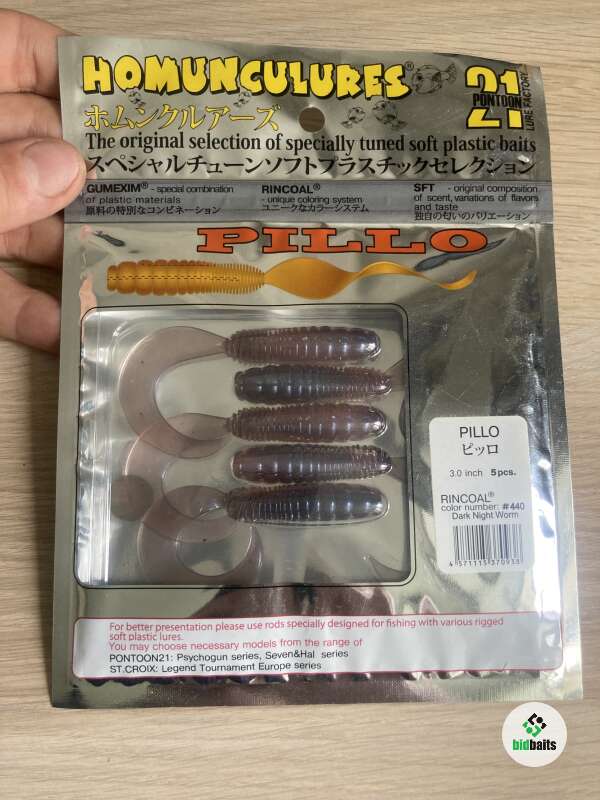 HOMUNCULURES®
ホムンクルアーズ
21
PONTOON
LURE FACTORY
The original selection of specially tuned soft plastic baits
スペシャルチューンソフトプラスチックセレクション
GUMEXIM® - special combination
of plastic materials
原料の特別なコンビネーション
RINCOAL®
- unique coloring system
ユニークなカラーシステム
SFT - original composition
of scent, variations of flavors
and taste
独自の匂いのバリエーション
PILLO
PILLO
ピッロ
3.0 inch 5pcs.
RINCOAL®
color number: #440
Dark Night Worm
4571115370938
For better presentation please use rods specially designed for fishing with various rigged
soft plastic lures.
You may choose necessary models from the range of
PONTOON21: Psychogun series, Seven&Hal series
ST.CROIX: Legend Tournament Europe series
bidbaits